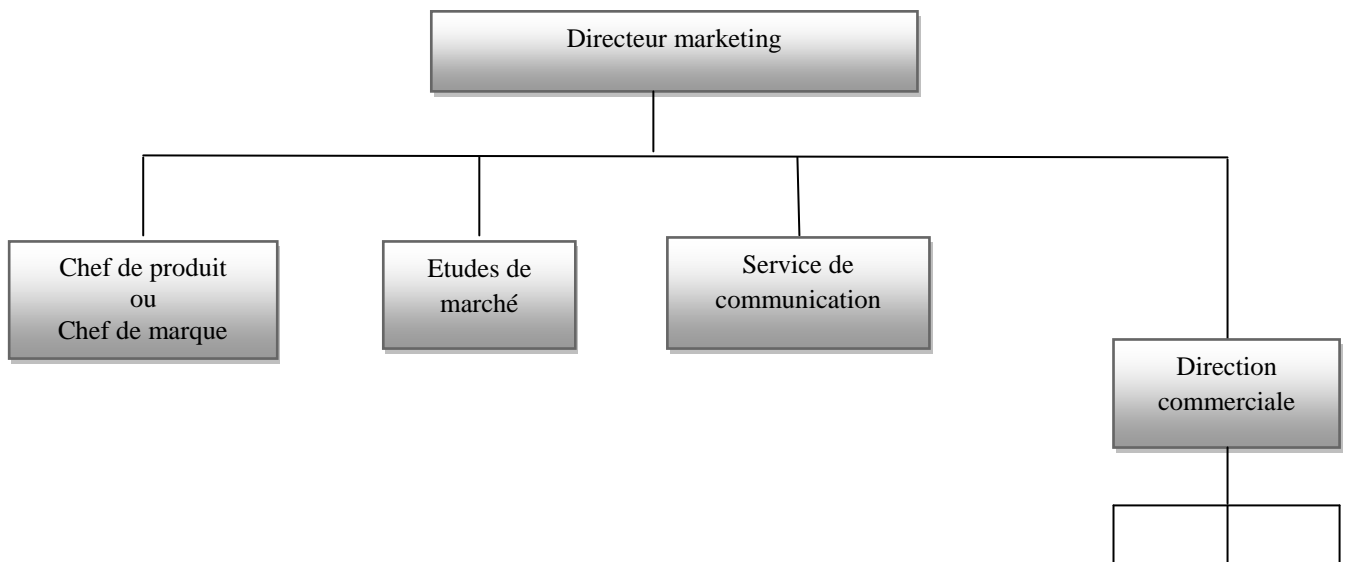 Directeur marketing
Chef de produit
ou
Chef de marque
Etudes de
marché
Service de
communication
Direction
commerciale